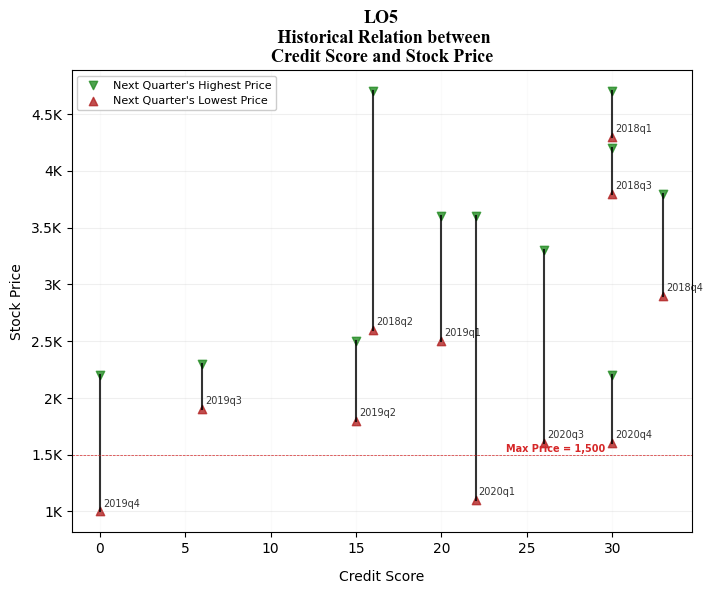 LO5
Historical Relation between
Credit Score and Stock Price
Next Quarter's Highest Price
Next Quarter's Lowest Price
4.5K
4K
3.5K
3K
2.5K
2K
1.5K
1K
Stock Price
2018q1
2018q3
2018q4
2018q2
2019q1
2019q3
2019q2
2020q3
2020q4
Max Price = 1,500
2020q1
2019q4
0
5
10
15
20
25
30
Credit Score